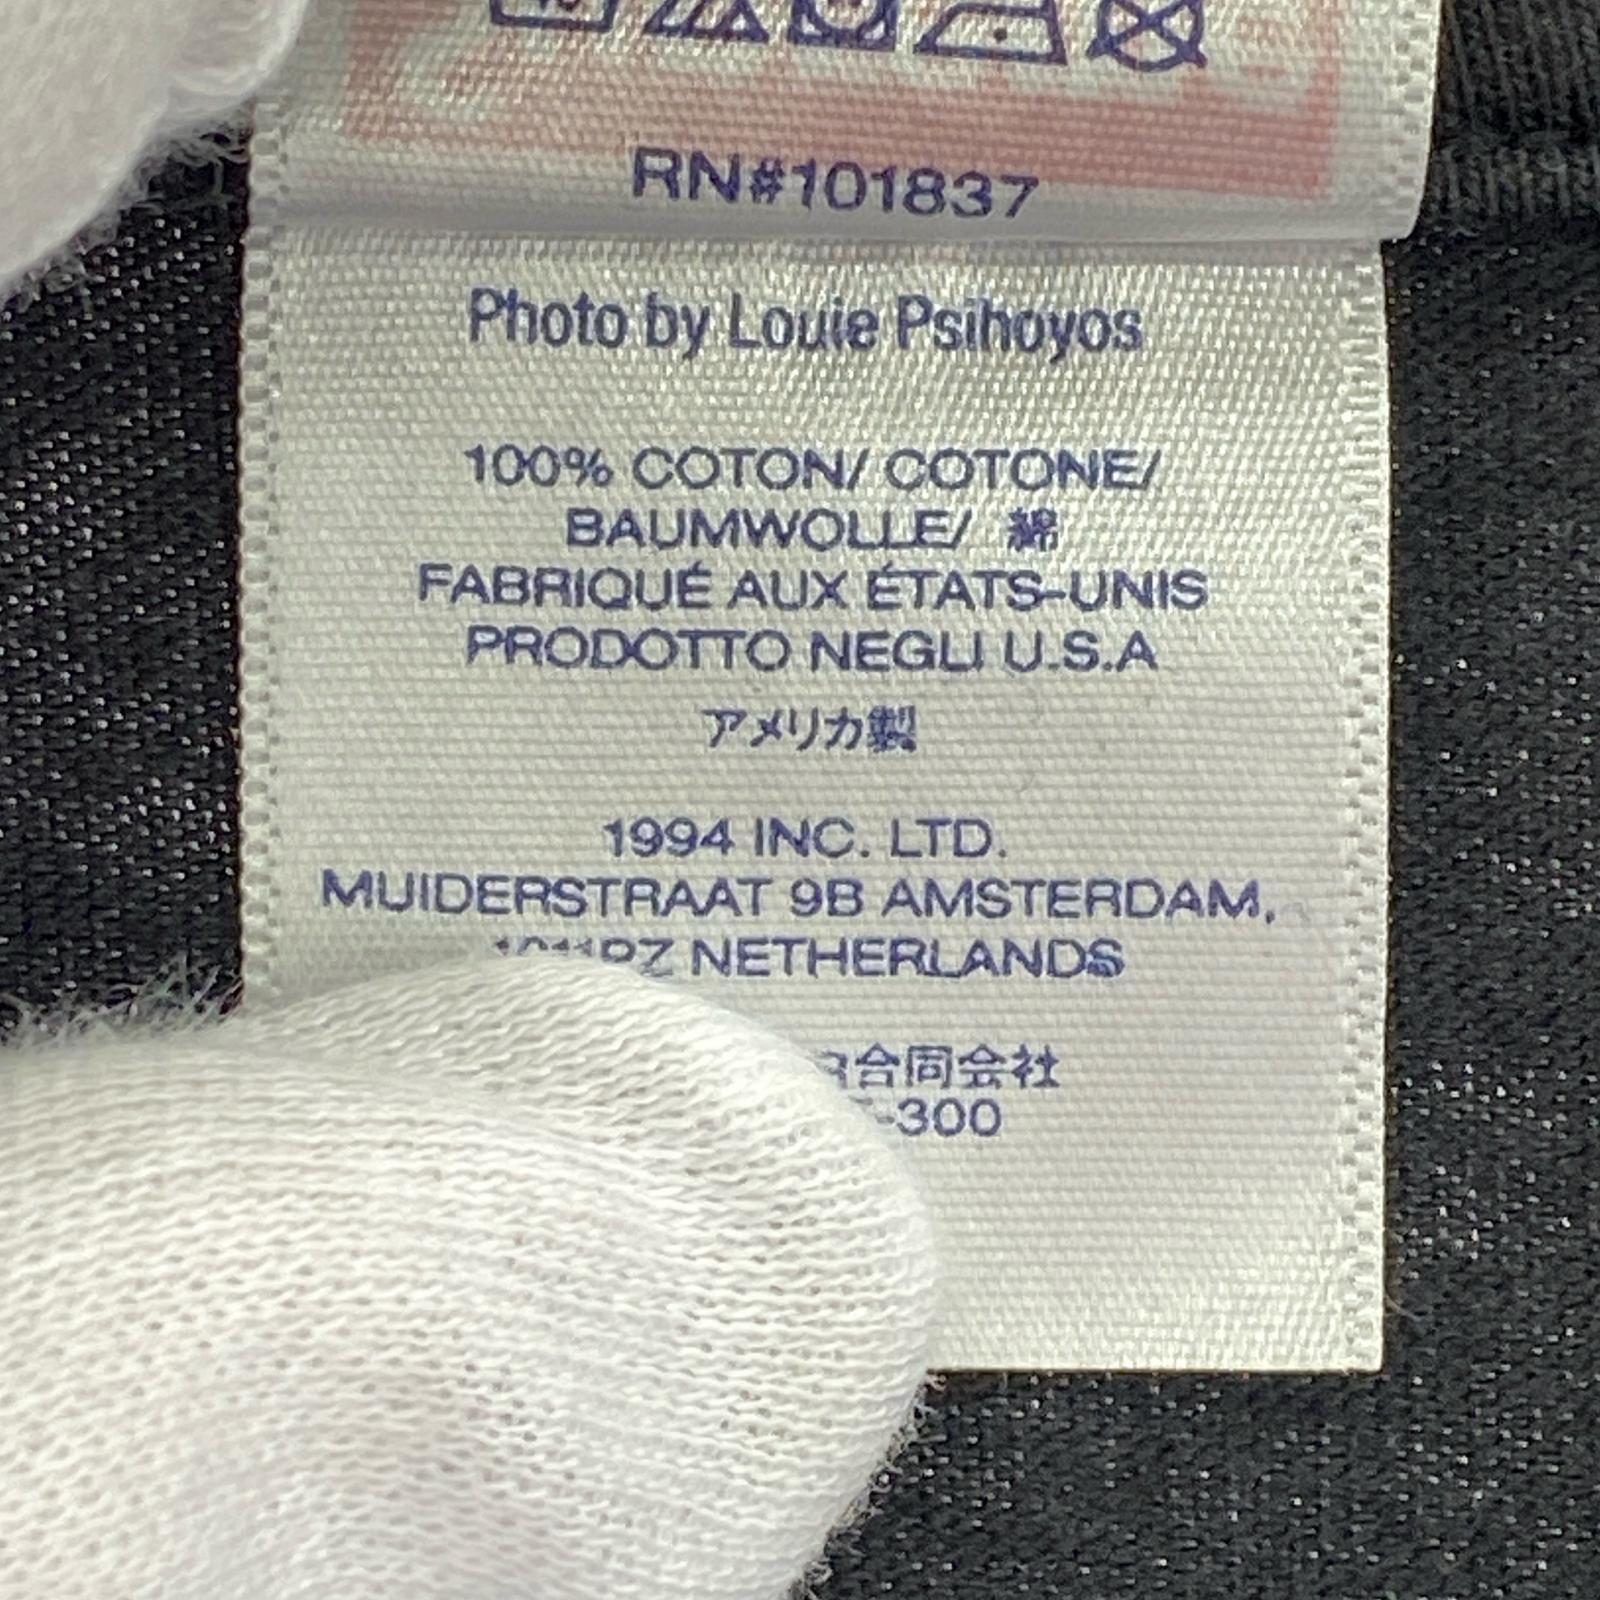 RN#101837
Photo by Louie Psihoyos
100% COTON/ COTONE/
BAUMWOLLE/ 綿
FABRIQUÉ AUX ÉTATS-UNIS
PRODOTTO NEGLI U.S.A
アメリカ製
1994 INC. LTD.
MUIDERSTRAAT 9B AMSTERDAM,
NETHERLANDS
合同会社
-300